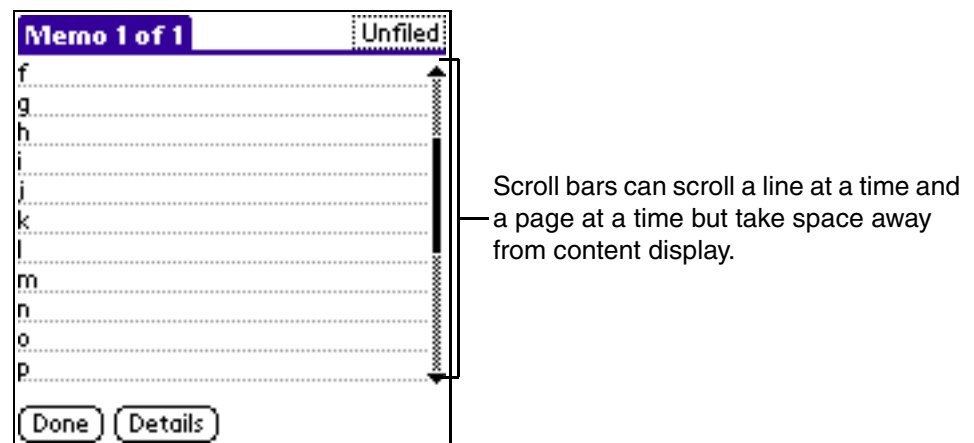 Memo 1 of 1 Unfiled
f
g
h
i
j
k
l
m
n
o
p
Done Details
Scroll bars can scroll a line at a time and
a page at a time but take space away
from content display.